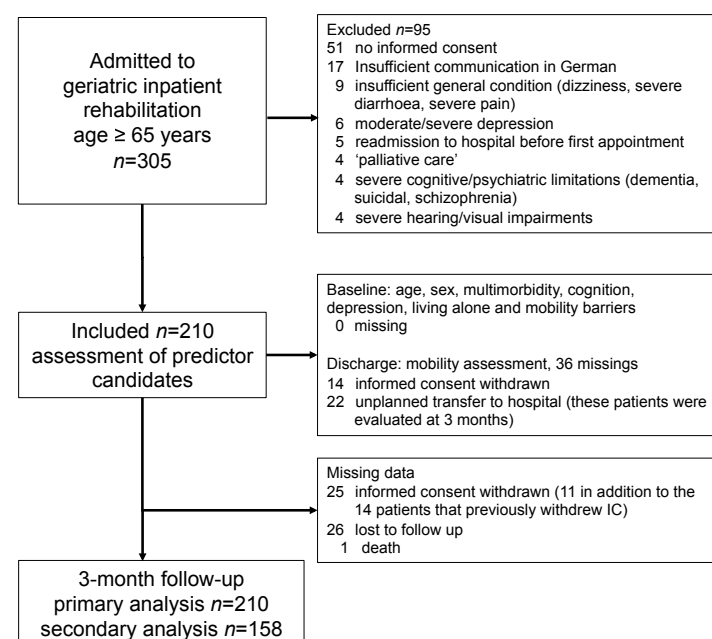 Admitted to
geriatric inpatient
rehabilitation
age ≥ 65 years
n=305
Excluded n=95
51 no informed consent
17 Insufficient communication in German
9 insufficient general condition (dizziness, severe
diarrhoea, severe pain)
6 moderate/severe depression
5 readmission to hospital before first appointment
4 ‘palliative care’
4 severe cognitive/psychiatric limitations (dementia,
suicidal, schizophrenia)
4 severe hearing/visual impairments
Included n=210
assessment of predictor
candidates
Baseline: age, sex, multimorbidity, cognition,
depression, living alone and mobility barriers
0 missing
Discharge: mobility assessment, 36 missings
14 informed consent withdrawn
22 unplanned transfer to hospital (these patients were
evaluated at 3 months)
Missing data
25 informed consent withdrawn (11 in addition to the
14 patients that previously withdrew IC)
26 lost to follow up
1 death
3-month follow-up
primary analysis n=210
secondary analysis n=158